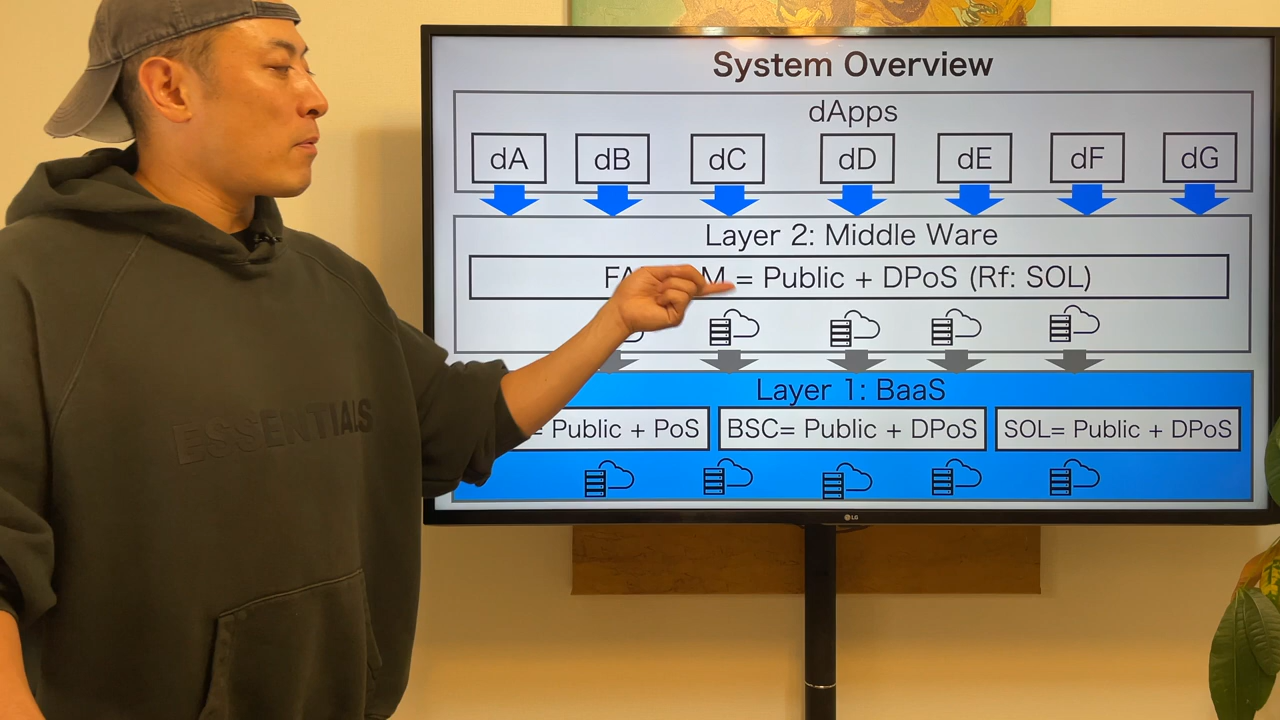 System Overview
dApps
dA dB dC dD dE dF dG
Layer 2: Middle Ware
M = Public + DPoS (Rf: SOL)
Layer 1: BaaS
= Public + PoS BSC= Public + DPoS SOL= Public + DPoS
LG
ESSENTIALS